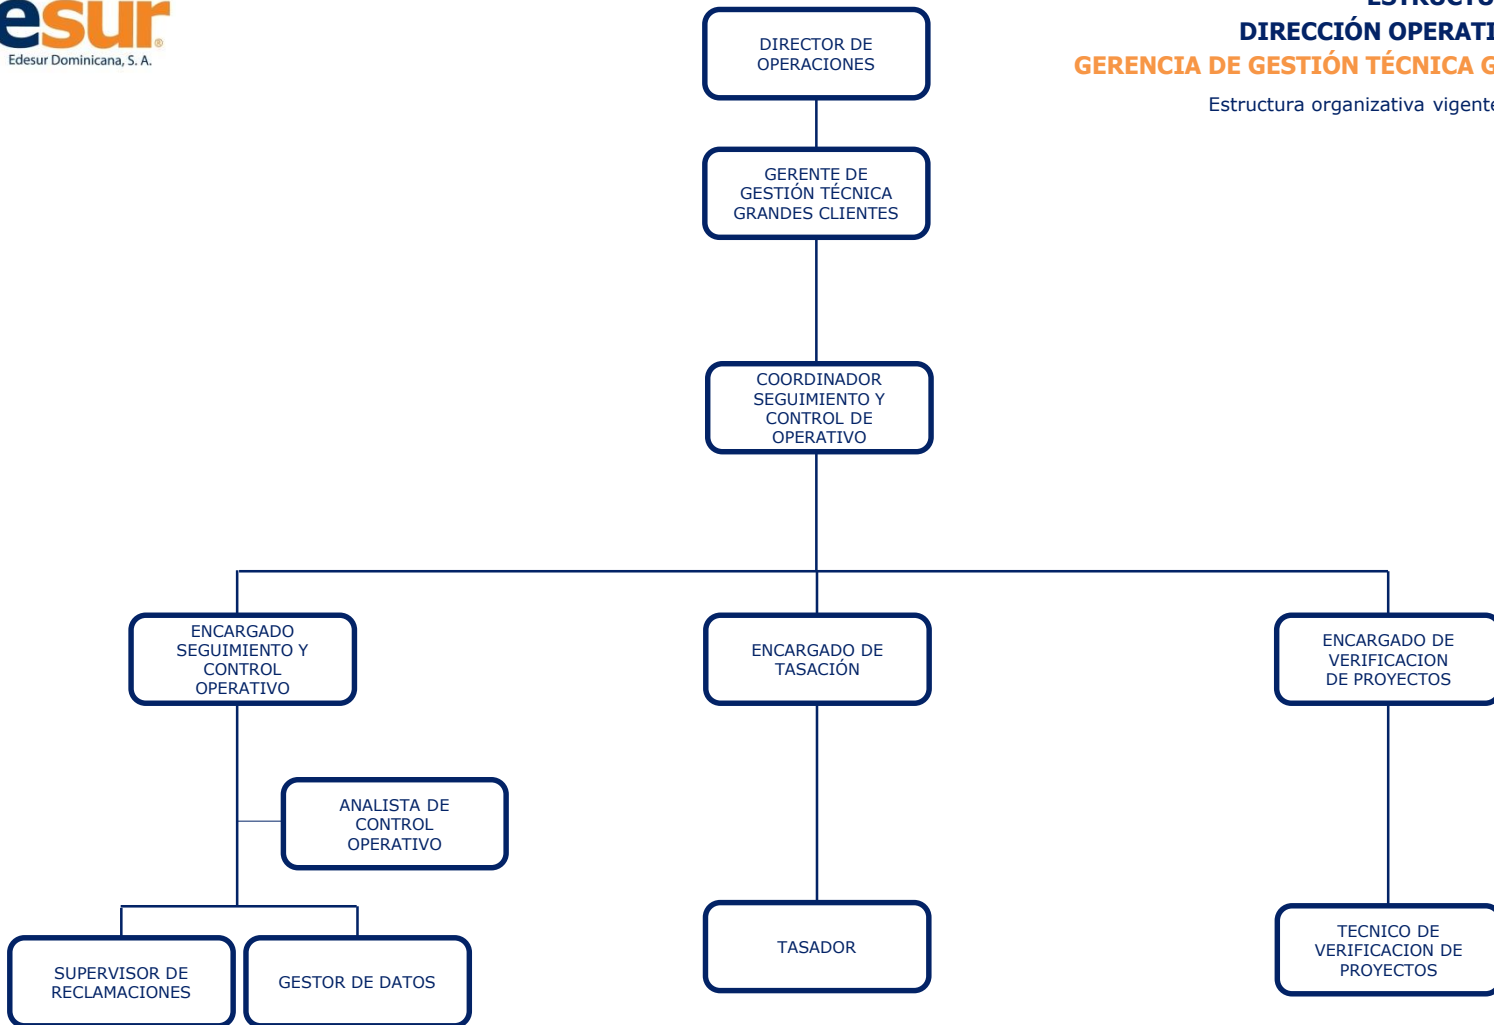 esur
Edesur Dominicana, S. A.
DIRECCIÓN
GERENCIA DE GESTIÓN TÉCNICA
Estructura organizativa
DIRECTOR DE
OPERACIONES
GERENTE DE
GESTIÓN TÉCNICA
GRANDES CLIENTES
COORDINADOR
SEGUIMIENTO Y
CONTROL DE
OPERATIVO
ENCARGADO
SEGUIMIENTO Y
CONTROL
OPERATIVO
ENCARGADO DE
TASACIÓN
ENCARGADO DE
VERIFICACION
DE PROYECTOS
ANALISTA DE
CONTROL
OPERATIVO
SUPERVISOR DE
RECLAMACIONES
GESTOR DE DATOS
TASADOR
TECNICO DE
VERIFICACION DE
PROYECTOS